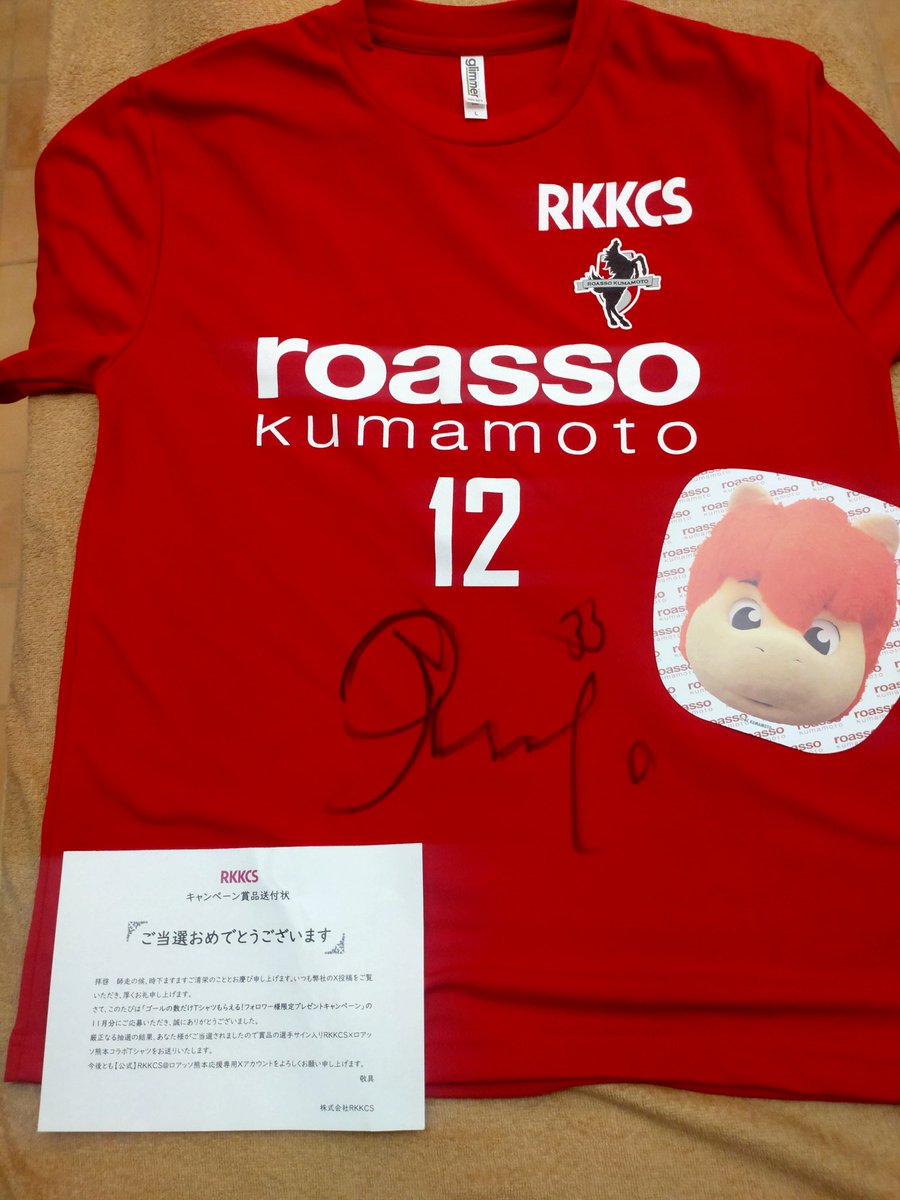 glimmer
L
RKKCS
ROASSO KUMAMOTO
roasso
kumamoto
12
33
roasso
kumamoto
RKKCS
キャンペーン賞品送付状
ご当選おめでとうございます
拝啓　師走の候、時下ますますご清栄のこととお慶び申し上げます。いつも弊社のX投稿をご覧
いただき、厚くお礼申し上げます。
さて、このたびは「ゴールの数だけTシャツもらえる!フォロワー様限定プレゼントキャンペーン」の
11月分にご応募いただき、誠にありがとうございました。
厳正なる抽選の結果、あなた様がご当選されましたので賞品の選手サイン入りRKKCS×ロアッ
ソ熊本コラボTシャツをお送りいたします。
今後とも【公式】RKKCS@ロアッソ熊本応援専用Xアカウントをよろしくお願い申し上げます。
敬具
株式会社RKKCS